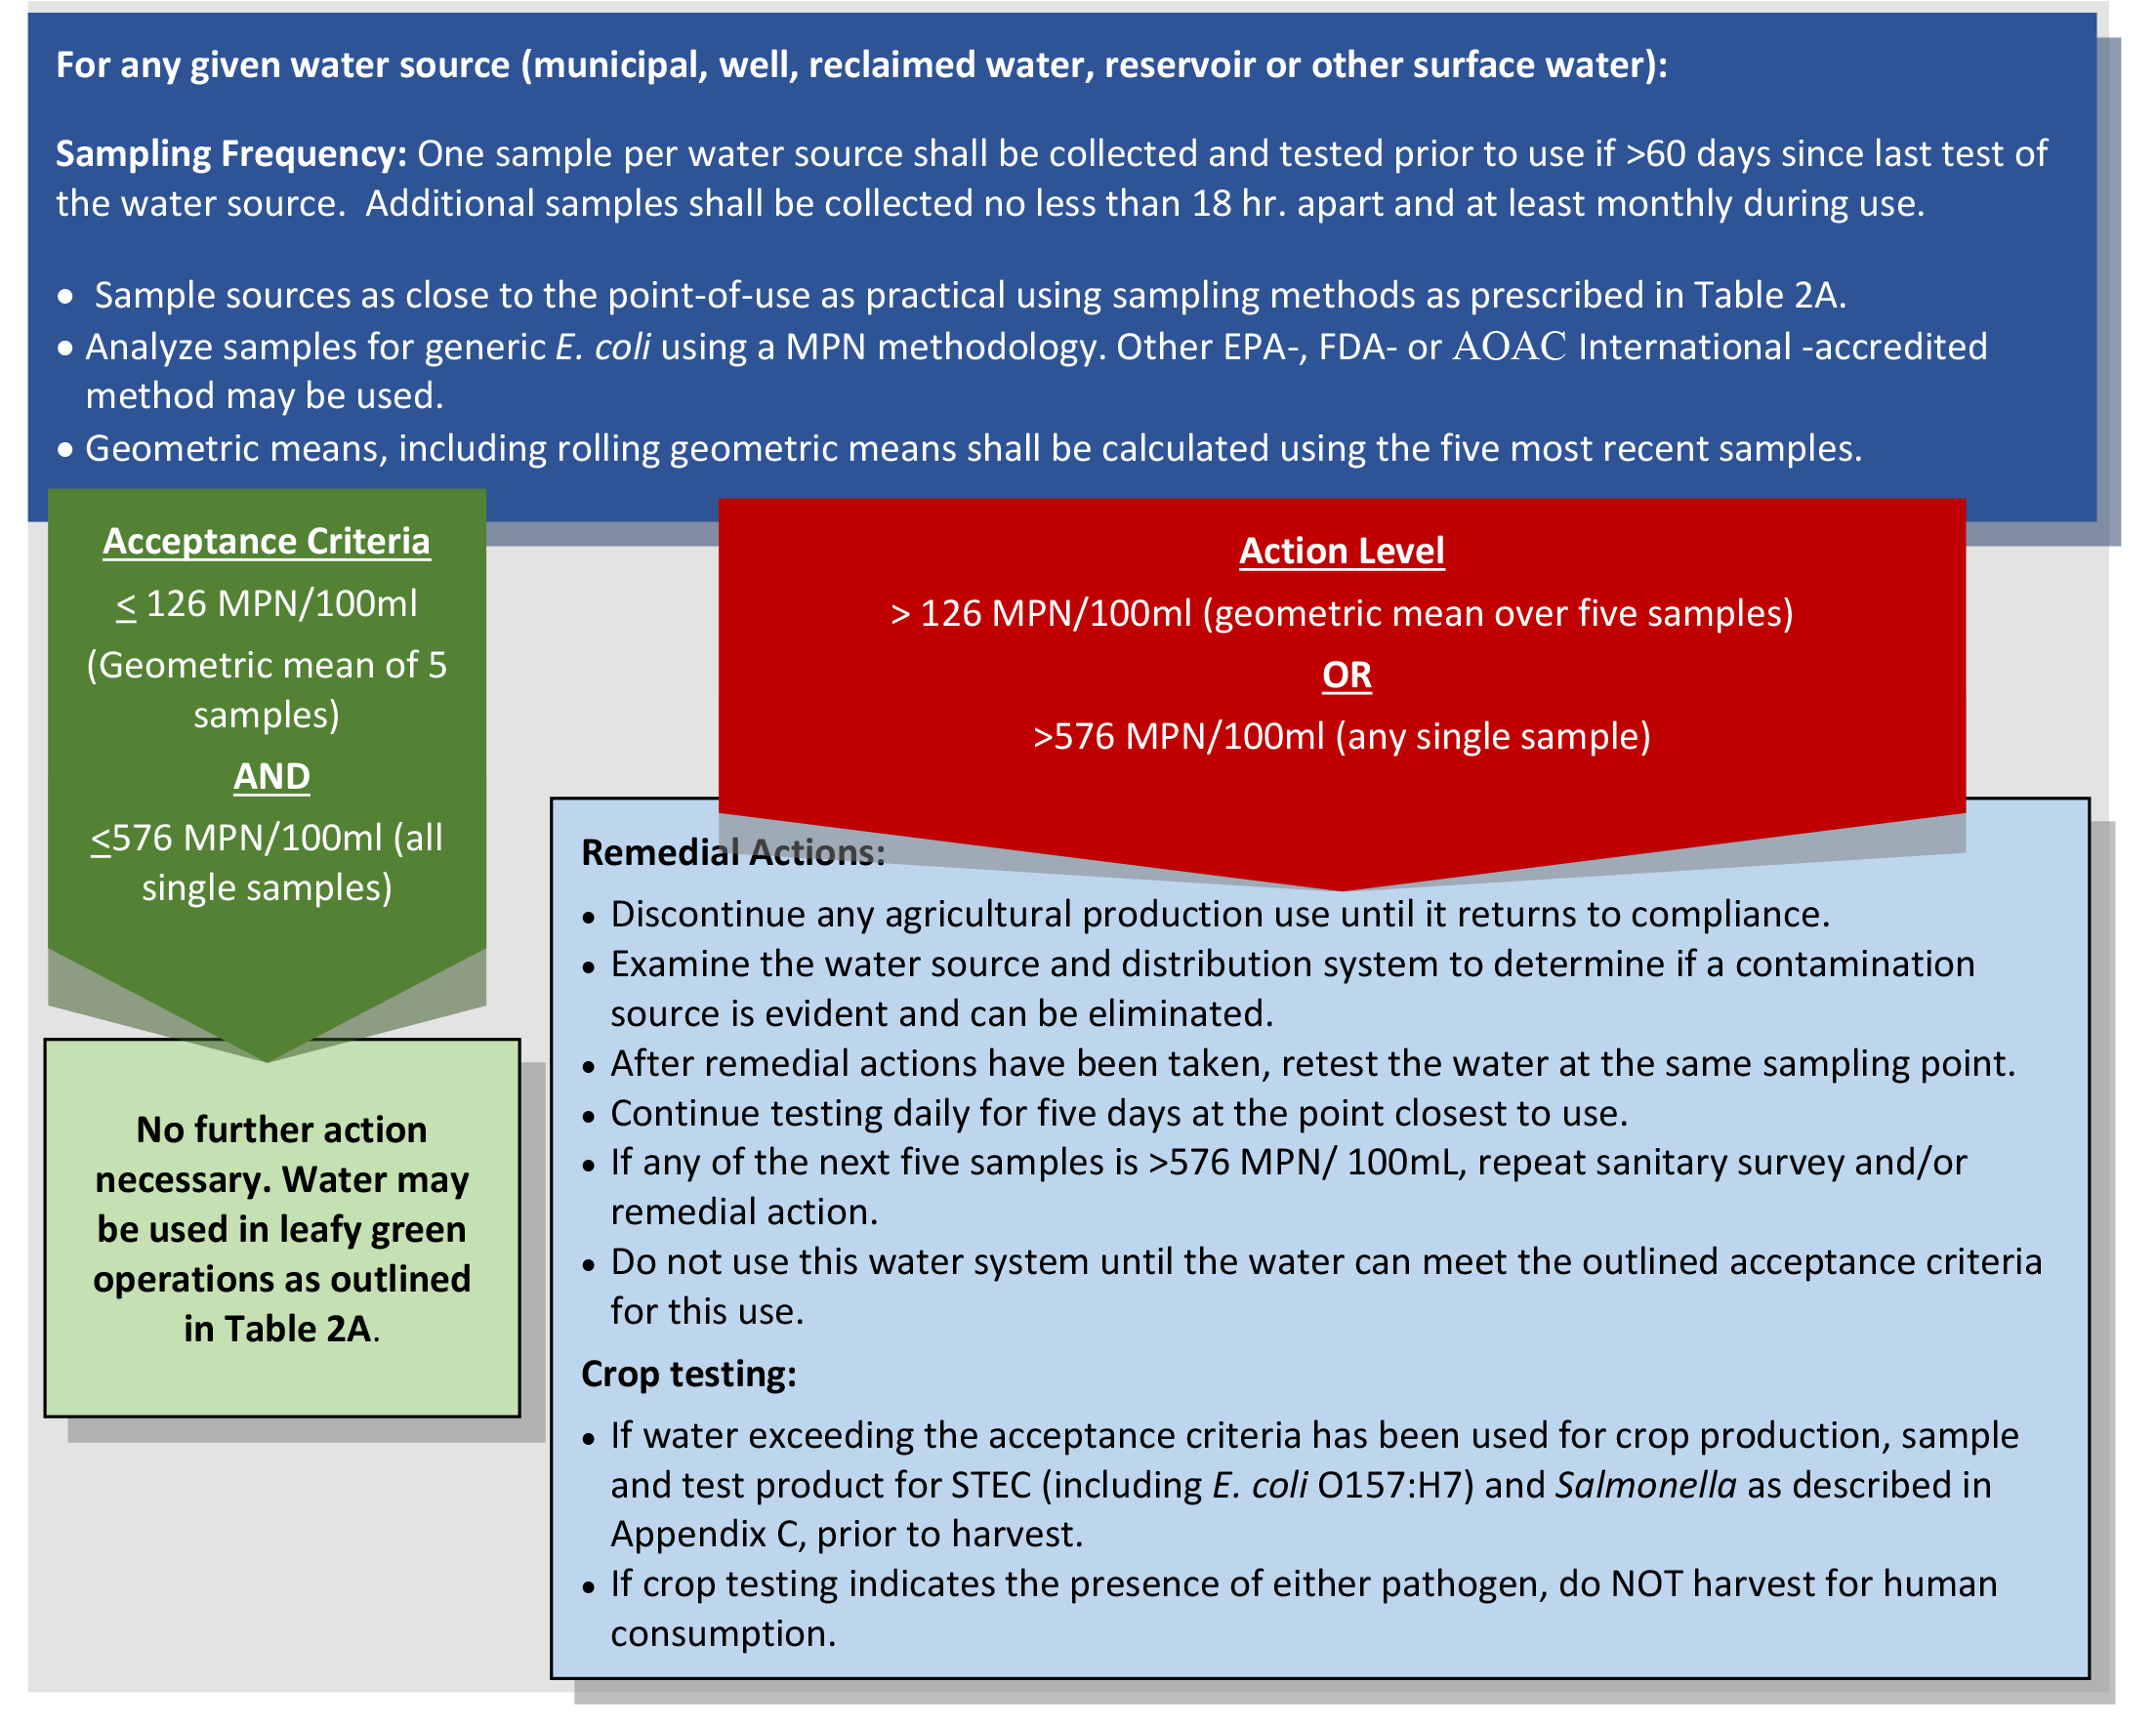 For any given water source (municipal, well, reclaimed water, reservoir or other surface water):
Sampling Frequency: One sample per water source shall be collected and tested prior to use if >60 days since last test of
the water source.  Additional samples shall be collected no less than 18 hr. apart and at least monthly during use.
• Sample sources as close to the point-of-use as practical using sampling methods as prescribed in Table 2A.
• Analyze samples for generic E. coli using a MPN methodology. Other EPA-, FDA- or AOAC International -accredited
method may be used.
• Geometric means, including rolling geometric means shall be calculated using the five most recent samples.
Acceptance Criteria
≤ 126 MPN/100ml
(Geometric mean of 5
samples)
AND
≤576 MPN/100ml (all
single samples)
No further action
necessary. Water may
be used in leafy green
operations as outlined
in Table 2A.
Action Level
> 126 MPN/100ml (geometric mean over five samples)
OR
>576 MPN/100ml (any single sample)
Remedial Actions:
• Discontinue any agricultural production use until it returns to compliance.
• Examine the water source and distribution system to determine if a contamination
source is evident and can be eliminated.
• After remedial actions have been taken, retest the water at the same sampling point.
• Continue testing daily for five days at the point closest to use.
• If any of the next five samples is >576 MPN/ 100mL, repeat sanitary survey and/or
remedial action.
• Do not use this water system until the water can meet the outlined acceptance criteria
for this use.
Crop testing:
• If water exceeding the acceptance criteria has been used for crop production, sample
and test product for STEC (including E. coli O157:H7) and Salmonella as described in
Appendix C, prior to harvest.
• If crop testing indicates the presence of either pathogen, do NOT harvest for human
consumption.